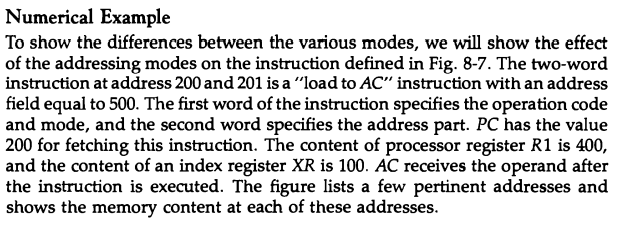 Numerical Example
To show the differences between the various modes, we will show the effect
of the addressing modes on the instruction defined in Fig. 8-7. The two-word
instruction at address 200 and 201 is a “load to AC” instruction with an address
field equal to 500. The first word of the instruction specifies the operation code
and mode, and the second word specifies the address part. PC has the value
200 for fetching this instruction. The content of processor register R1 is 400,
and the content of an index register XR is 100. AC receives the operand after
the instruction is executed. The figure lists a few pertinent addresses and
shows the memory content at each of these addresses.